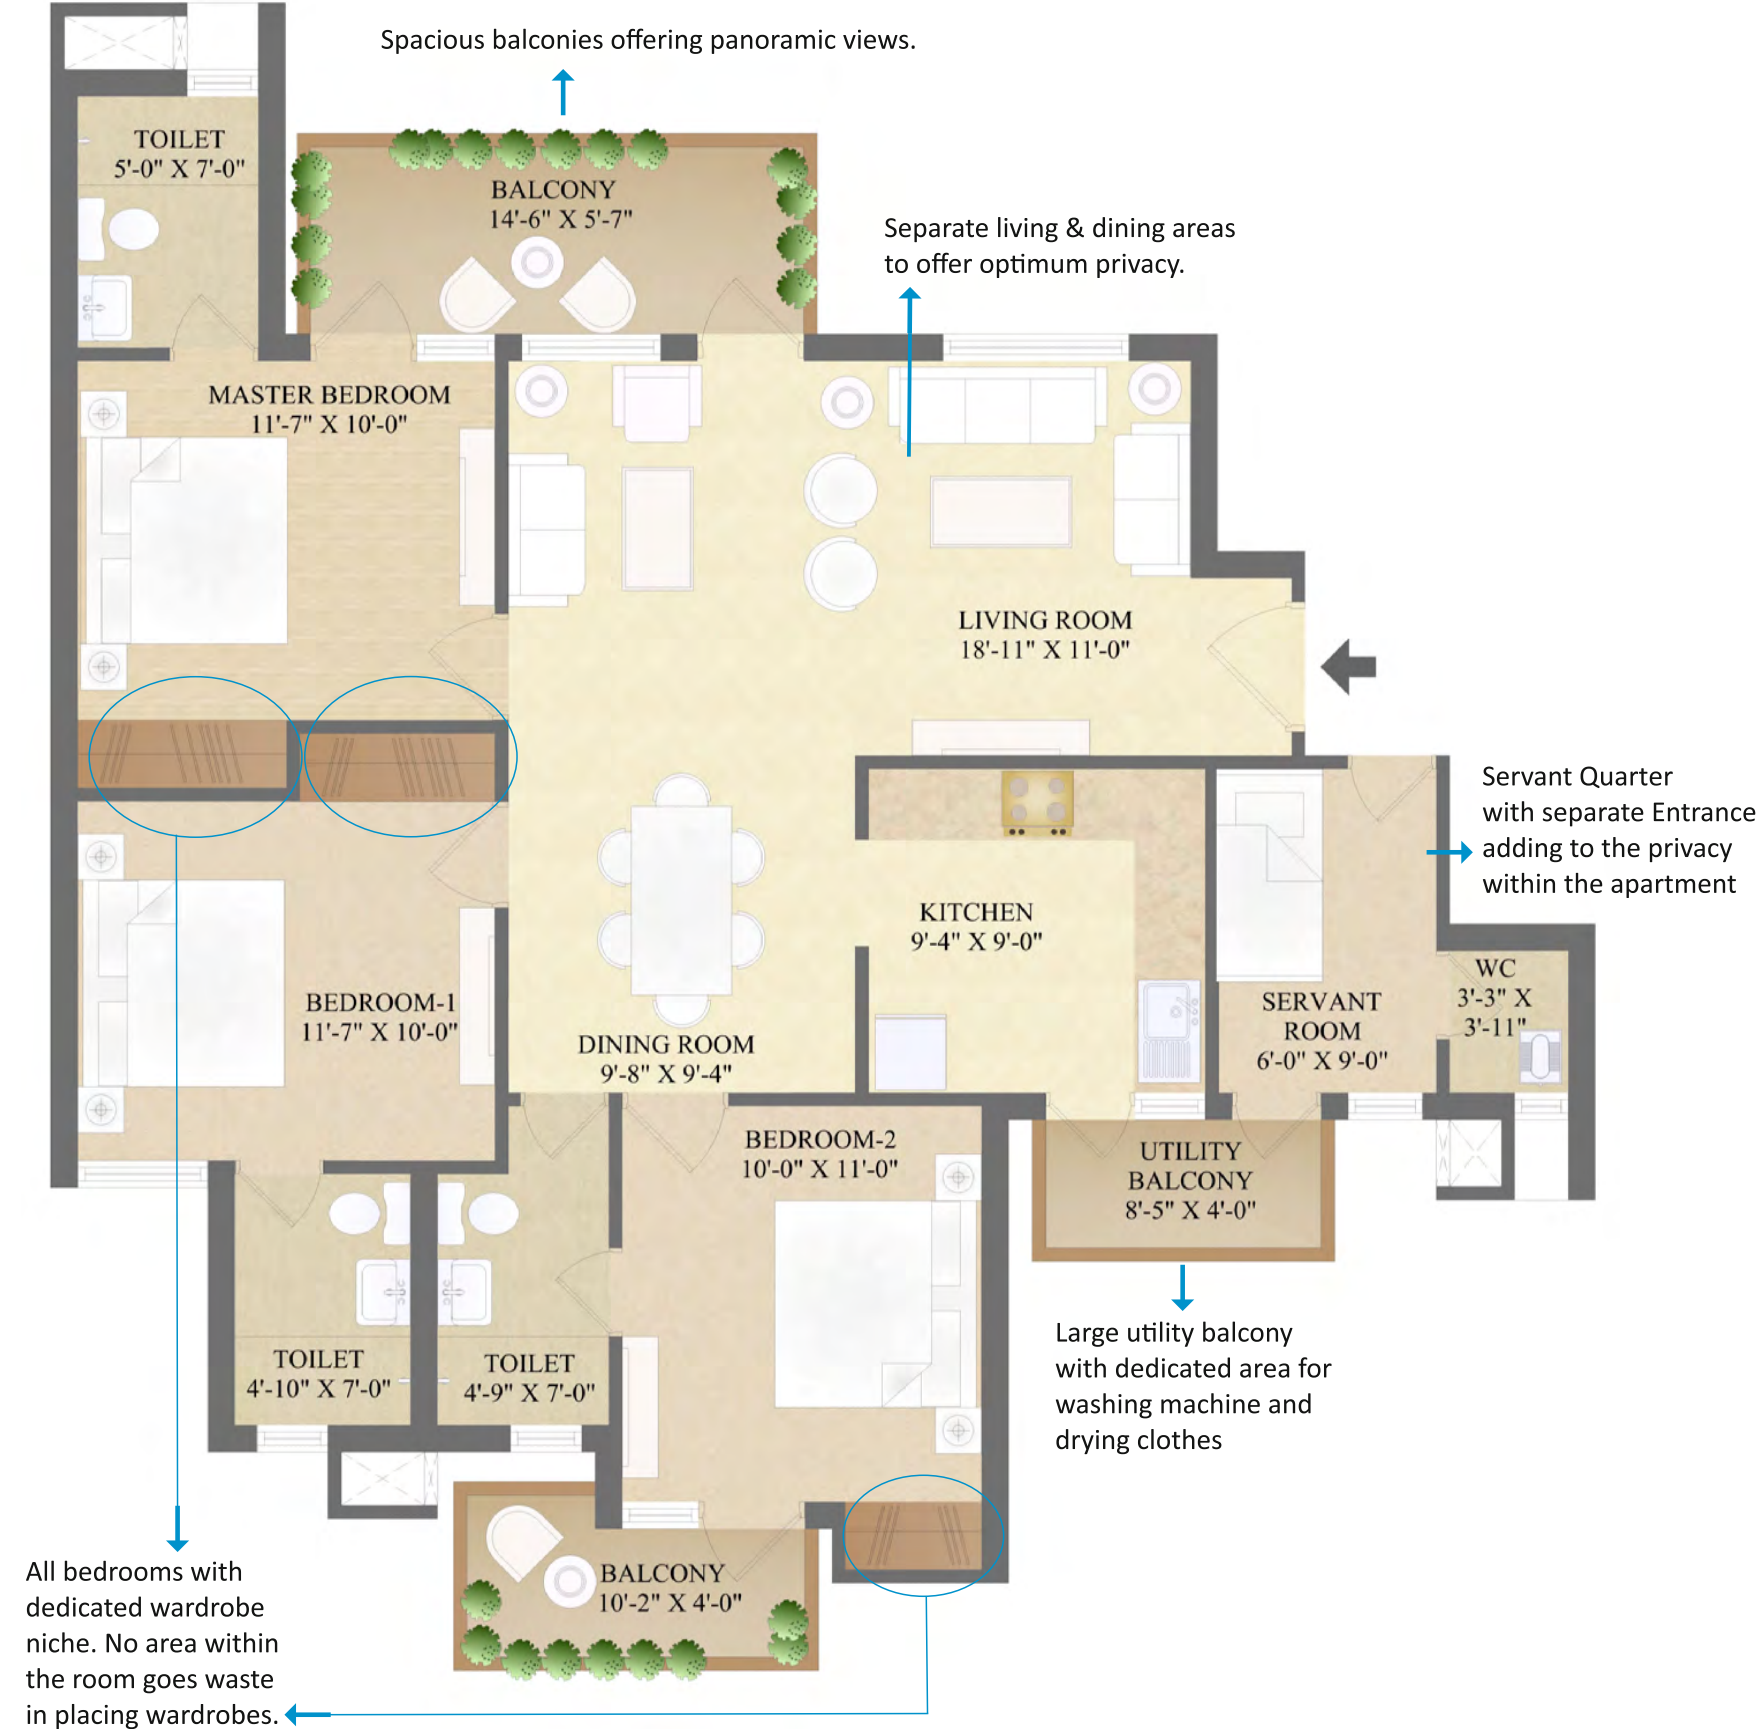 Spacious balconies offering panoramic views.
TOILET
5'-0" X 7'-0"
BALCONY
14'-6" X 5'-7"
Separate living & dining areas
to offer optimum privacy.
MASTER BEDROOM
11'-7" X 10'-0"
LIVING ROOM
18'-11" X 11'-0"
Servant Quarter
with separate Entrance
adding to the privacy
within the apartment
KITCHEN
9'-4" X 9'-0"
WC
3'-3" X
3'-11"
SERVANT
ROOM
6'-0" X 9'-0"
BEDROOM-1
11'-7" X 10'-0"
DINING ROOM
9'-8" X 9'-4"
BEDROOM-2
10'-0" X 11'-0"
UTILITY
BALCONY
8'-5" X 4'-0"
Large utility balcony
with dedicated area for
washing machine and
drying clothes
TOILET
4'-10" X 7'-0"
TOILET
4'-9" X 7'-0"
BALCONY
10'-2" X 4'-0"
All bedrooms with
dedicated wardrobe
niche. No area within
the room goes waste
in placing wardrobes.